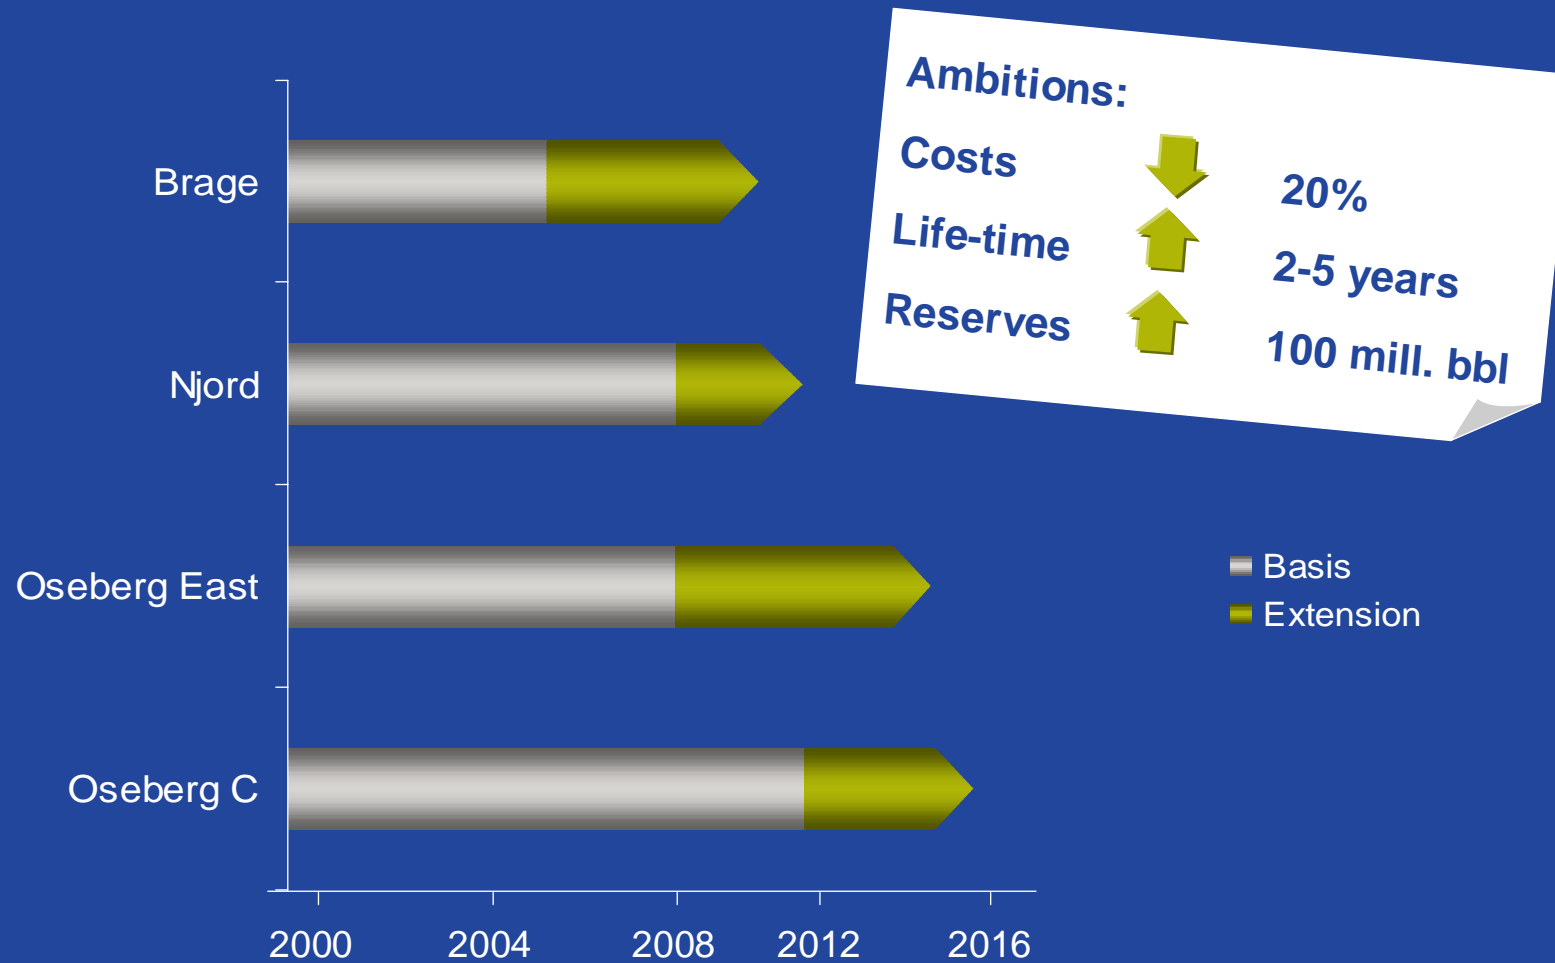 Ambitions:
Costs 20%
Life-time 2-5 years
Reserves 100 mill. bbl
Brage
Njord
Oseberg East
Oseberg C
Basis
Extension
2000 2004 2008 2012 2016